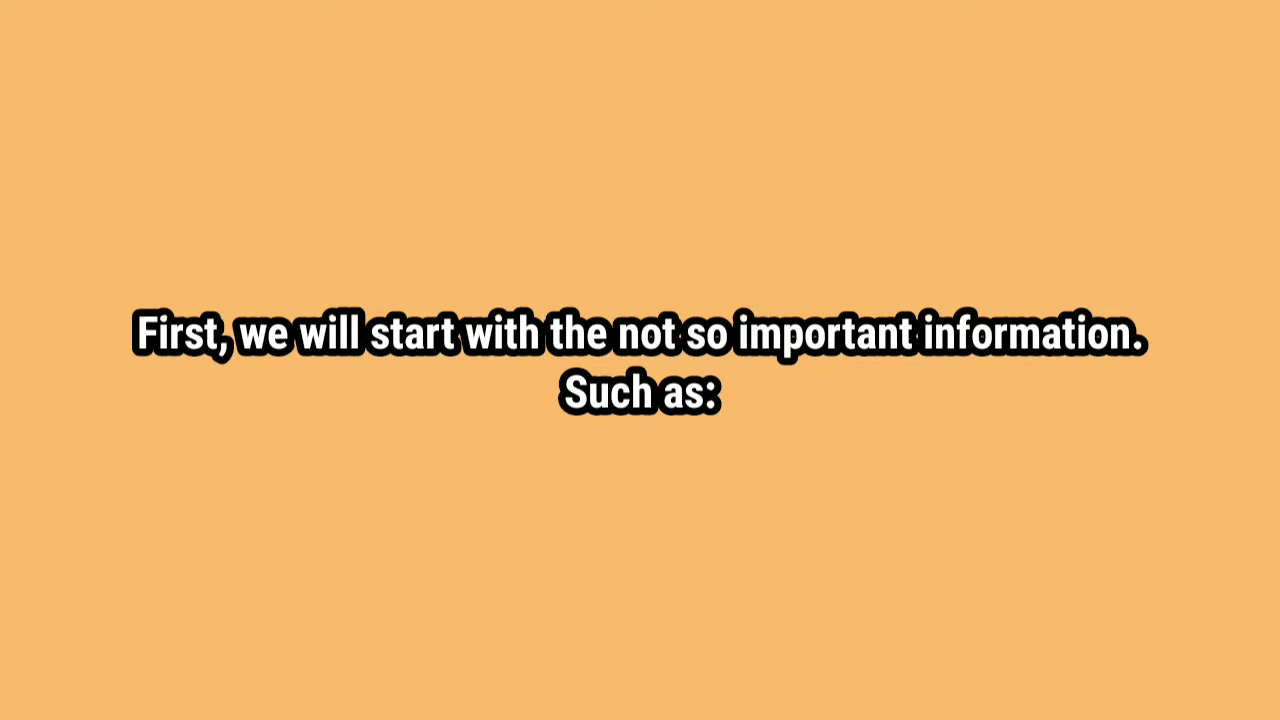 First, we will start with the not so important information.
Such as: